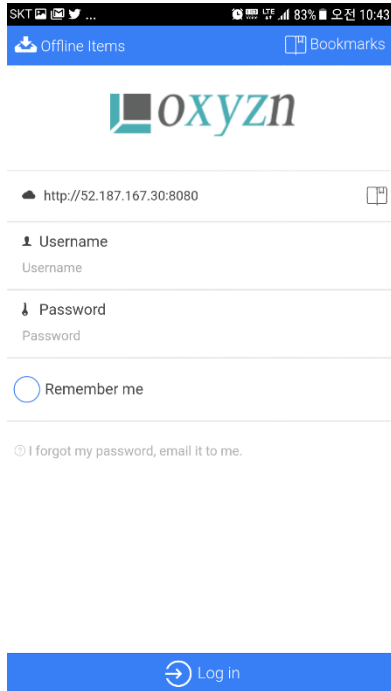 SKT ... LTE 83% 오전 10:43
Offline Items Bookmarks
oxyzn
http://52.187.167.30:8080
Username
Username
Password
Password
Remember me
I forgot my password, email it to me.
Log in